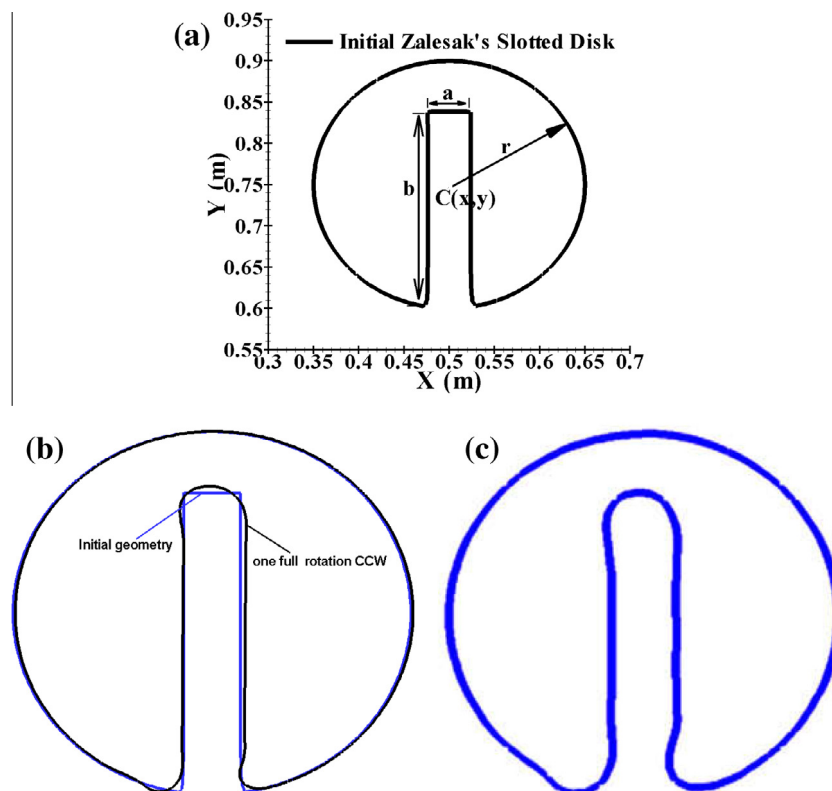 (a)
Initial Zalesak's Slotted Disk
0.95
0.9
0.85
0.8
0.75
0.7
0.65
0.6
0.55
Y (m)
a
b
r
C(x,y)
0.3 0.35 0.4 0.45 0.5 0.55 0.6 0.65 0.7
X (m)
(b)
Initial geometry
one full rotation CCW
(c)